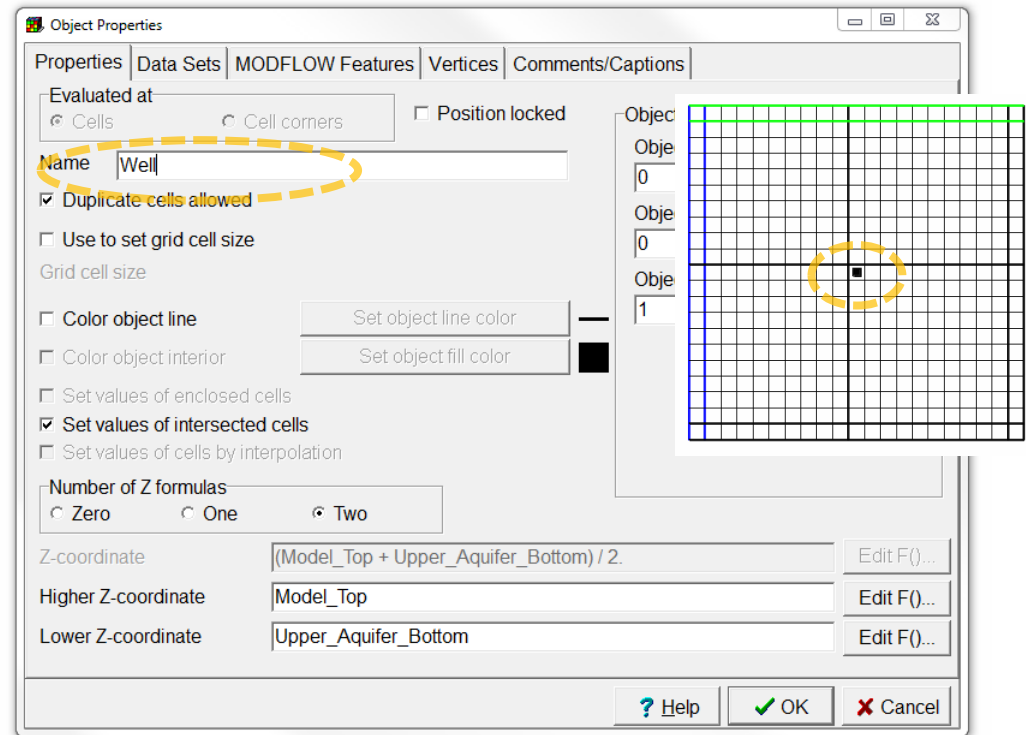 Object Properties
Properties Data Sets MODFLOW Features Vertices Comments/Captions
Evaluated at
Cells Cell corners
Position locked
Name Well
Duplicate cells allowed
Use to set grid cell size
Grid cell size
Color object line Set object line color
Color object interior Set object fill color
Set values of enclosed cells
Set values of intersected cells
Set values of cells by interpolation
Object
0
0
1
Number of Z formulas
Zero One Two
Z-coordinate (Model_Top + Upper_Aquifer_Bottom) / 2. Edit F()...
Higher Z-coordinate Model_Top Edit F()...
Lower Z-coordinate Upper_Aquifer_Bottom Edit F()...
? Help OK Cancel